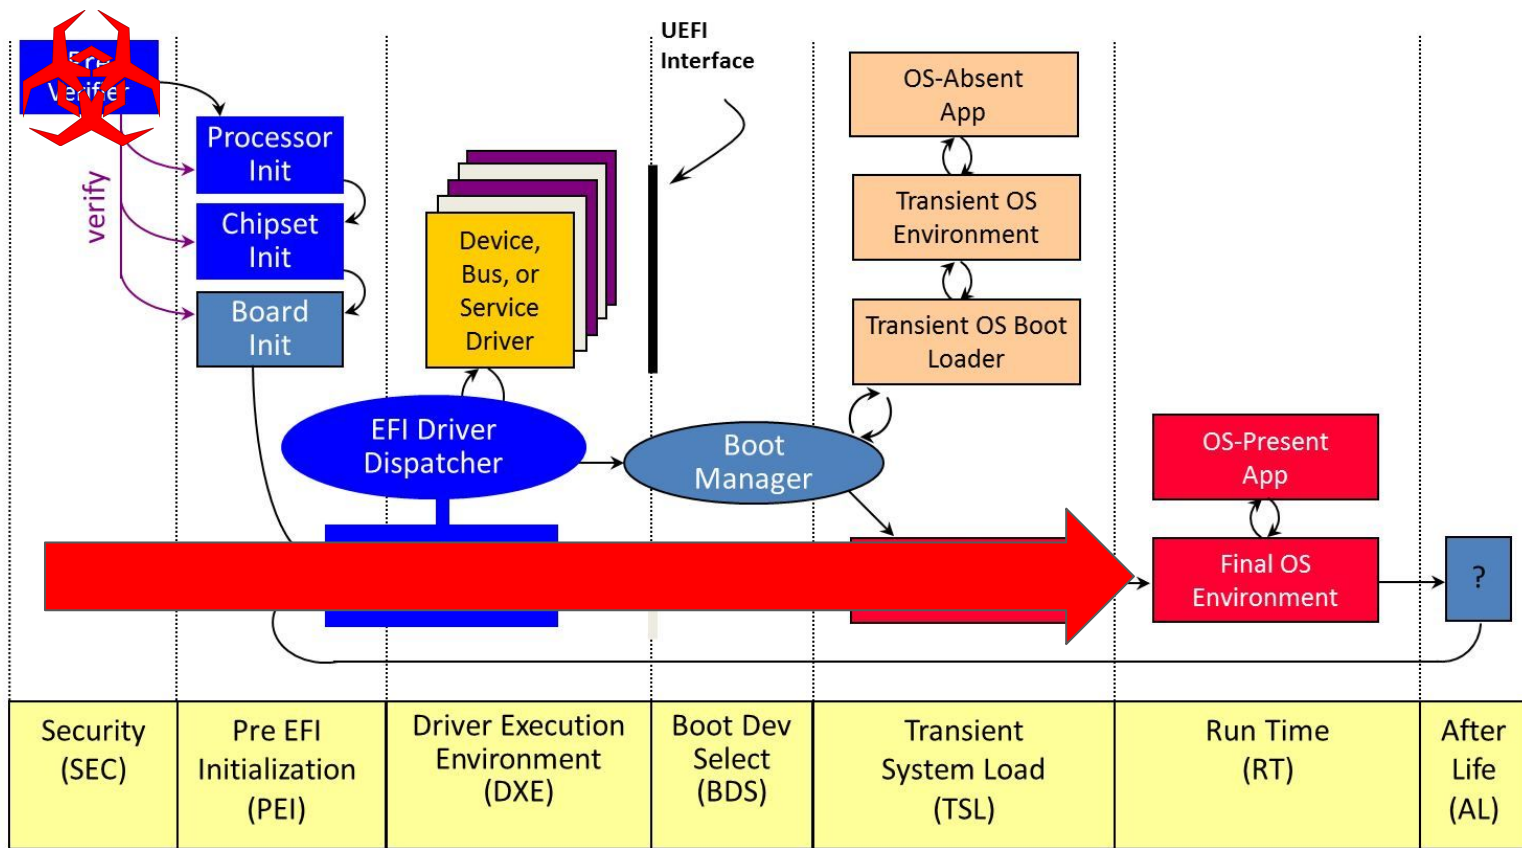 UEFI
Interface
Pre
Verifier
verify
Processor
Init
Chipset
Init
Board
Init
Device,
Bus, or
Service
Driver
EFI Driver
Dispatcher
Boot
Manager
OS-Absent
App
Transient OS
Environment
Transient OS Boot
Loader
OS-Present
App
Final OS
Environment
?
Security
(SEC)
Pre EFI
Initialization
(PEI)
Driver Execution
Environment
(DXE)
Boot Dev
Select
(BDS)
Transient
System Load
(TSL)
Run Time
(RT)
After
Life
(AL)